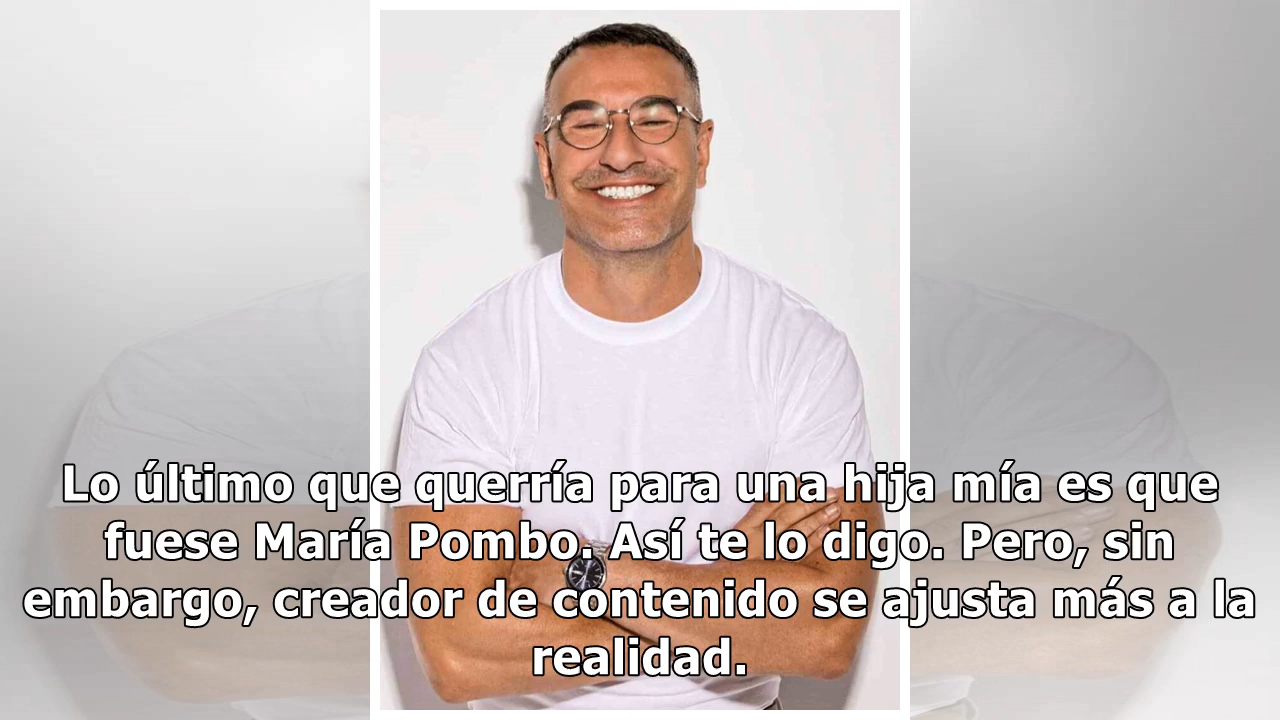 Lo último que querría para una hija mía es que
fuese María Pombo. Así te lo digo. Pero, sin
embargo, creador de contenido se ajusta más a la
realidad.